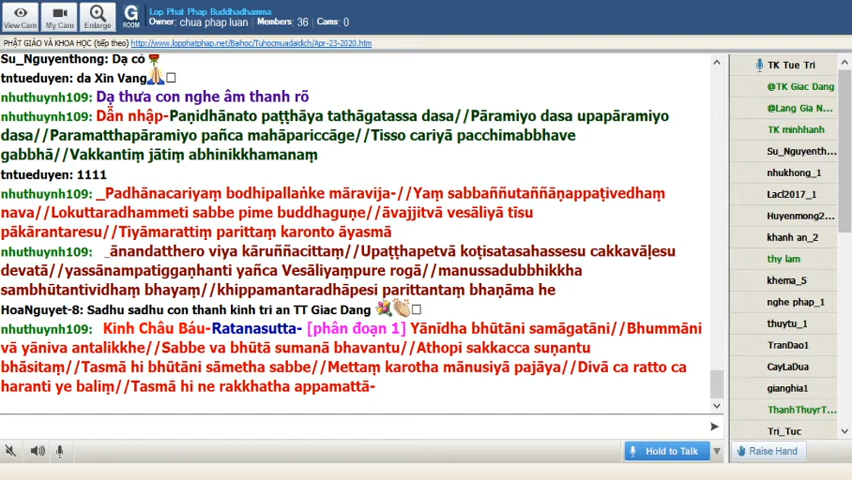 Lop Phat Phap Buddhadhamma
Owner: chua phap luan Members: 36 Cams: 0
View Cam
My Cam
Enlarge
G
ROOM
PHẬT GIÁO VÀ KHOA HỌC (tiếp theo) http://www.lopphatphap.net/Baihoc/Tuhocmuadaidich/Apr-23-2020.htm
Su_Nguyenthong: Dạ có
tntueduyen: da Xin Vang
nhuthuynh109: Dạ thưa con nghe âm thanh rõ
nhuthuynh109: Dẫn nhập-Paṇidhānato paṭṭhāya tathāgatassa dasa//Pāramiyo dasa upapāramiyo
dasa//Paramatthapāramiyo pañca mahāpariccāge//Tisso cariyā pacchimabbhave
gabbhā//Vakkantiṃ jātiṃ abhinikkhamanaṃ
tntueduyen: 1111
nhuthuynh109: _Padhānacariyaṃ bodhipallaṅke māravija-//Yaṃ sabbaññutaññāṇappaṭivedhaṃ
nava//Lokuttaradhammeti sabbe pime buddhaguṇe//āvajjitvā vesāliyā tīsu
pākārantaresu//Tiyāmarattiṃ parittaṃ karonto āyasmā
nhuthuynh109: _ānandatthero viya kāruññacittaṃ//Upaṭṭhapetvā koṭisatasahassesu cakkavāḷesu
devatā//yassānampatiggaṇhanti yañca Vesāliyṃpure rogā//manussadubbhikkha
sambhūtantividhaṃ bhayaṃ//khippamantaradhāpesi parittantaṃ bhaṇāma he
HoaNguyet-8: Sadhu sadhu con thanh kinh tri an TT Giac Dang
nhuthuynh109: Kinh Châu Báu-Ratanasutta- [phân đoạn 1] Yānīdha bhūtāni samāgatāni//Bhummāni
vā yāniva antalikkhe//Sabbe va bhūtā sumanā bhavantu//Athopi sakkacca suṇantu
bhāsitaṃ//Tasmā hi bhūtāni sāmetha sabbe//Mettaṃ karotha mānusiyā pajāya//Divā ca ratto ca
haranti ye baliṃ//Tasmā hi ne rakkhatha appamattā-
TK Tue Tri
@TK Giac Dang
@Lang Gia N...
TK minhhanh
Su_Nguyenth...
nhukhong_1
Lacl2017_1
Huyenmong2...
khanh an_2
thy lam
khema_5
nghe phap_1
thuytu_1
TranDao1
CayLaDua
gianghia1
ThanhThuyrT...
Tri_Tuc
Hold to Talk
Raise Hand